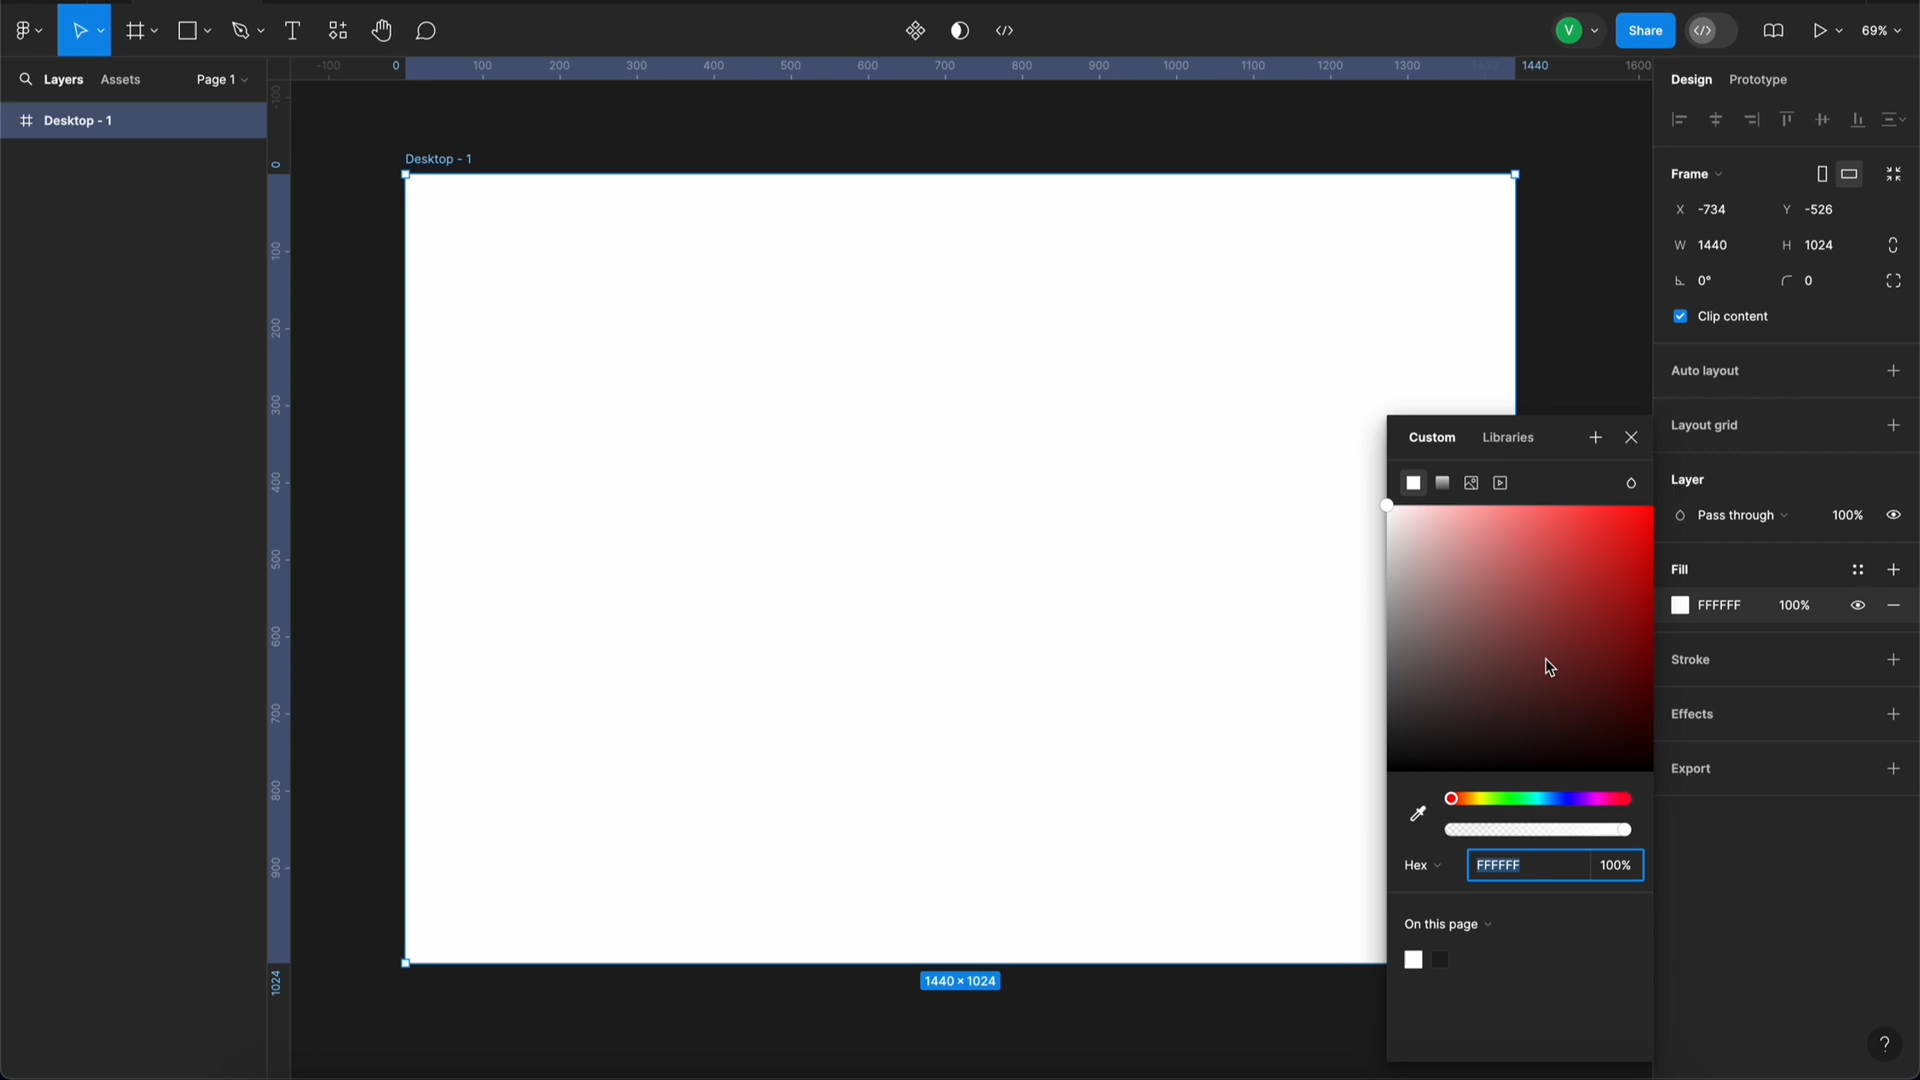 V
Share
69%
Layers
Assets
Page 1
Desktop - 1
-100
0
100
200
300
400
500
600
700
800
900
1000
1100
1200
1300
1440
1600
-100
0
100
200
300
400
500
600
700
800
900
1024
Desktop - 1
1440 × 1024
Design
Prototype
Frame
X -734
Y -526
W 1440
H 1024
0°
0
Clip content
Auto layout
Layout grid
Layer
Pass through
100%
Fill
FFFFFF
100%
Stroke
Effects
Export
Custom
Libraries
Hex
FFFFFF
100%
On this page
?